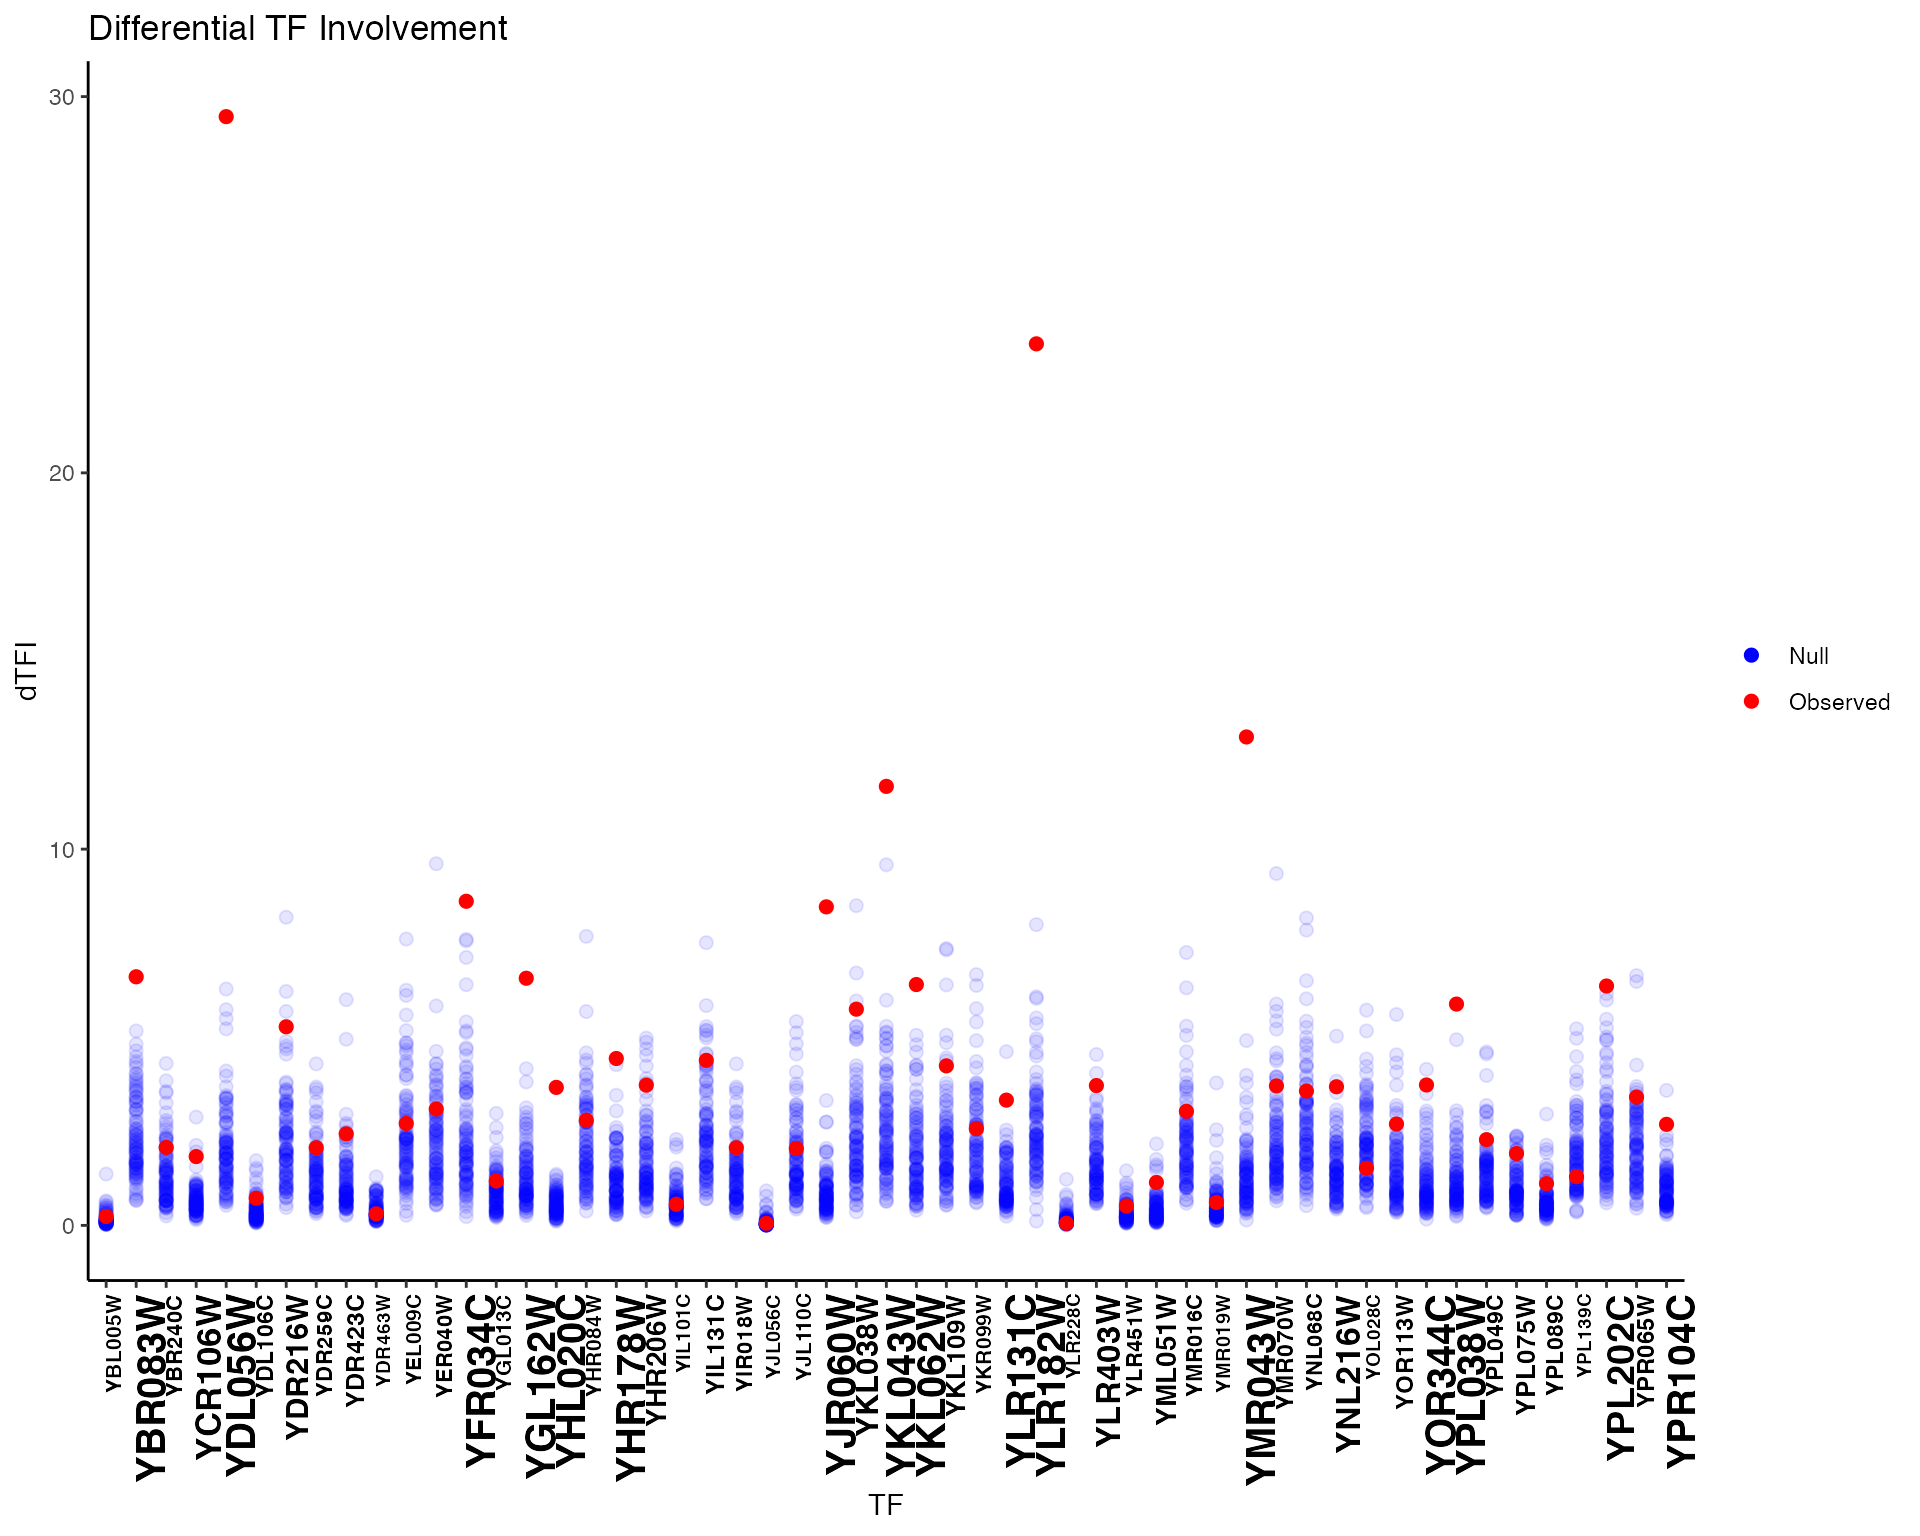 Differential TF Involvement
30
20
10
0
dTFI
Null
Observed
YBL005W
YBR083W
YBR240C
YCR106W
YDL056W
YDL106C
YDR216W
YDR259C
YDR423C
YDR463W
YEL009C
YER040W
YFR034C
YGL013C
YGL162W
YHL020C
YHR084W
YHR178W
YHR206W
YIL101C
YIL131C
YIR018W
YJL056C
YJL110C
YJR060W
YKL038W
YKL043W
YKL062W
YKL109W
YKR099W
YLR131C
YLR182W
YLR228C
YLR403W
YLR451W
YML051W
YMR016C
YMR019W
YMR043W
YMR070W
YNL068C
YNL216W
YOL028C
YOR113W
YOR344C
YPL038W
YPL049C
YPL075W
YPL089C
YPL139C
YPL202C
YPR065W
YPR104C
TF